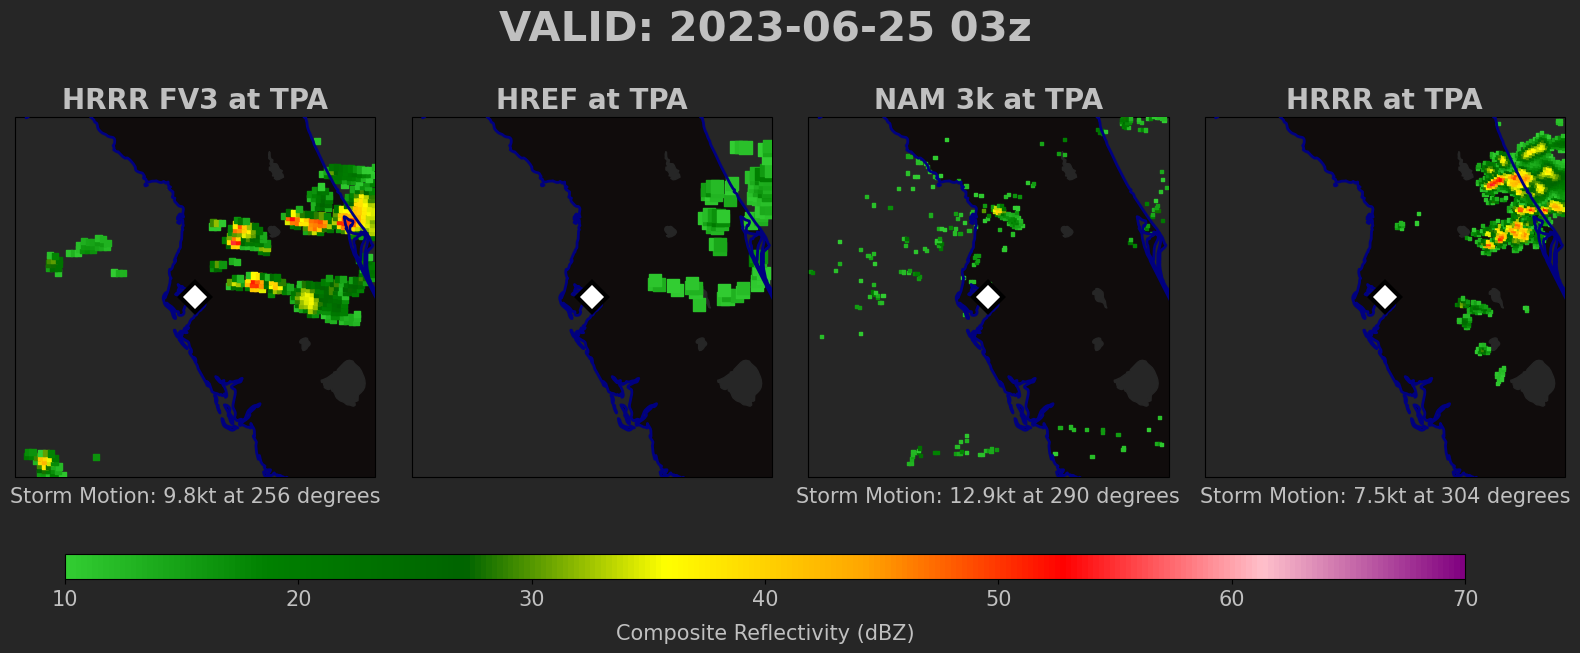 VALID: 2023-06-25 03z
HRRR FV3 at TPA
HREF at TPA
NAM 3k at TPA
HRRR at TPA
Storm Motion: 9.8kt at 256 degrees
Storm Motion: 12.9kt at 290 degrees
Storm Motion: 7.5kt at 304 degrees
10 20 30 40 50 60 70
Composite Reflectivity (dBZ)